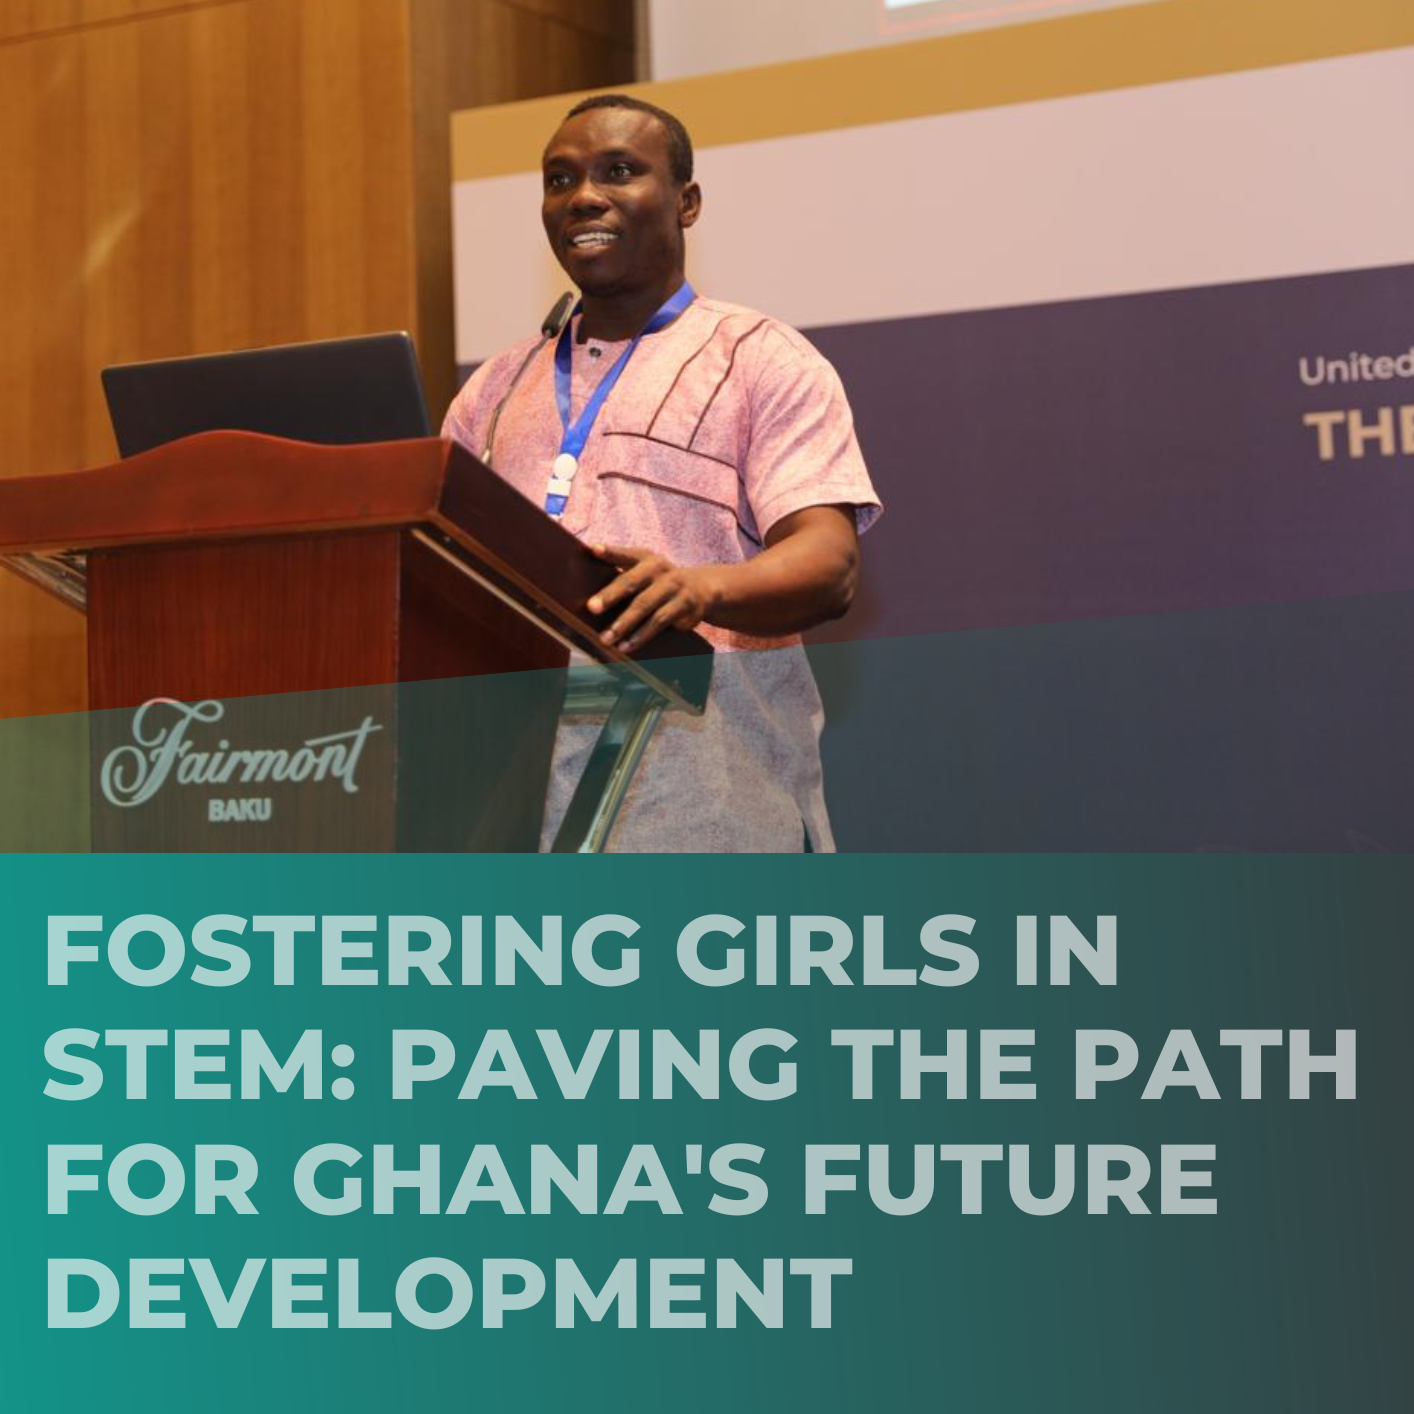 United
THE
Fairmont
BAKU
FOSTERING GIRLS IN
STEM: PAVING THE PATH
FOR GHANA'S FUTURE
DEVELOPMENT